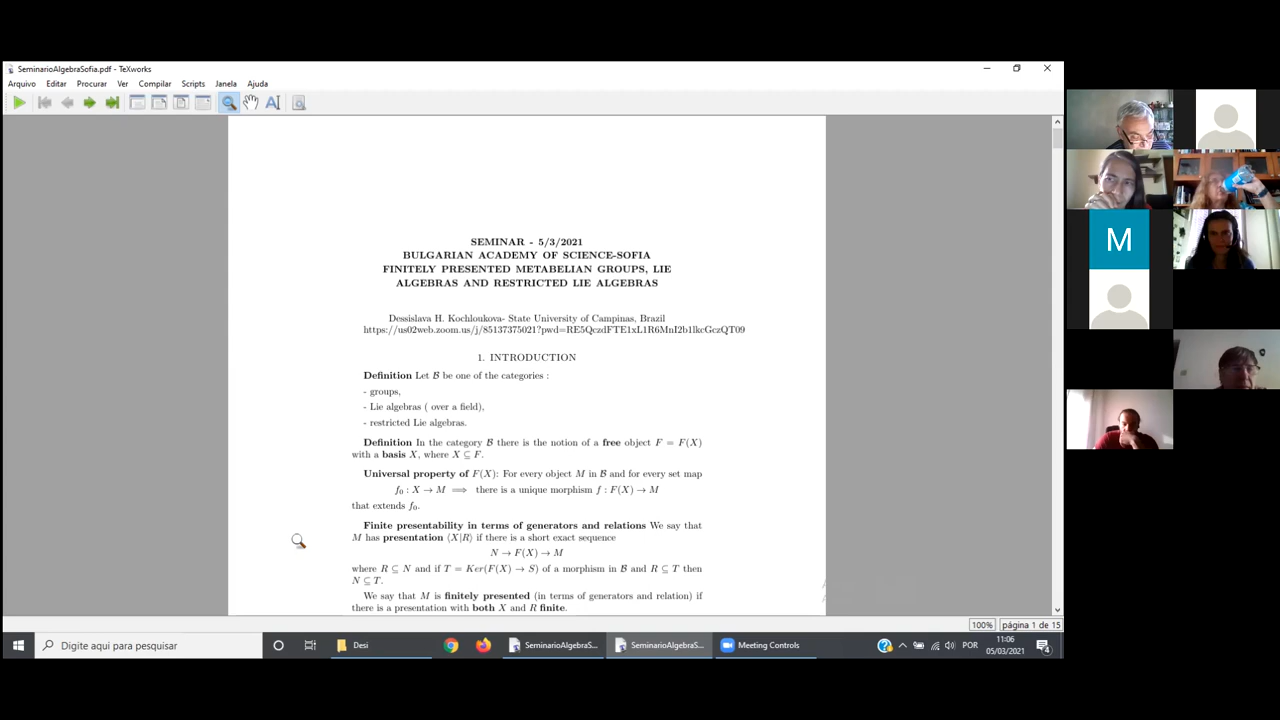 SeminarioAlgebraSofia.pdf - TeXworks
Arquivo Editar Procurar Ver Compilar Scripts Janela Ajuda
SEMINAR - 5/3/2021
BULGARIAN ACADEMY OF SCIENCE-SOFIA
FINITELY PRESENTED METABELIAN GROUPS, LIE
ALGEBRAS AND RESTRICTED LIE ALGEBRAS
Dessislava H. Kochloukova- State University of Campinas, Brazil
https://us02web.zoom.us/j/85137375021?pwd=RE5QczdFTE1xL1R6MnI2b1lkcGczQT09
1. INTRODUCTION
Definition Let ℬ be one of the categories :
- groups,
- Lie algebras ( over a field),
- restricted Lie algebras.
Definition In the category ℬ there is the notion of a free object F = F(X)
with a basis X, where X ⊆ F.
Universal property of F(X): For every object M in ℬ and for every set map
f₀ : X → M ⟹ there is a unique morphism f : F(X) → M
that extends f₀.
Finite presentability in terms of generators and relations We say that
M has presentation ⟨X|R⟩ if there is a short exact sequence
N → F(X) → M
where R ⊆ N and if T = Ker(F(X) → S) of a morphism in ℬ and R ⊆ T then
N ⊆ T.
We say that M is finitely presented (in terms of generators and relation) if
there is a presentation with both X and R finite.
M
100% página 1 de 15
Digite aqui para pesquisar
Desi
SeminarioAlgebraS...
SeminarioAlgebraS...
Meeting Controls
POR
11:06
05/03/2021
4